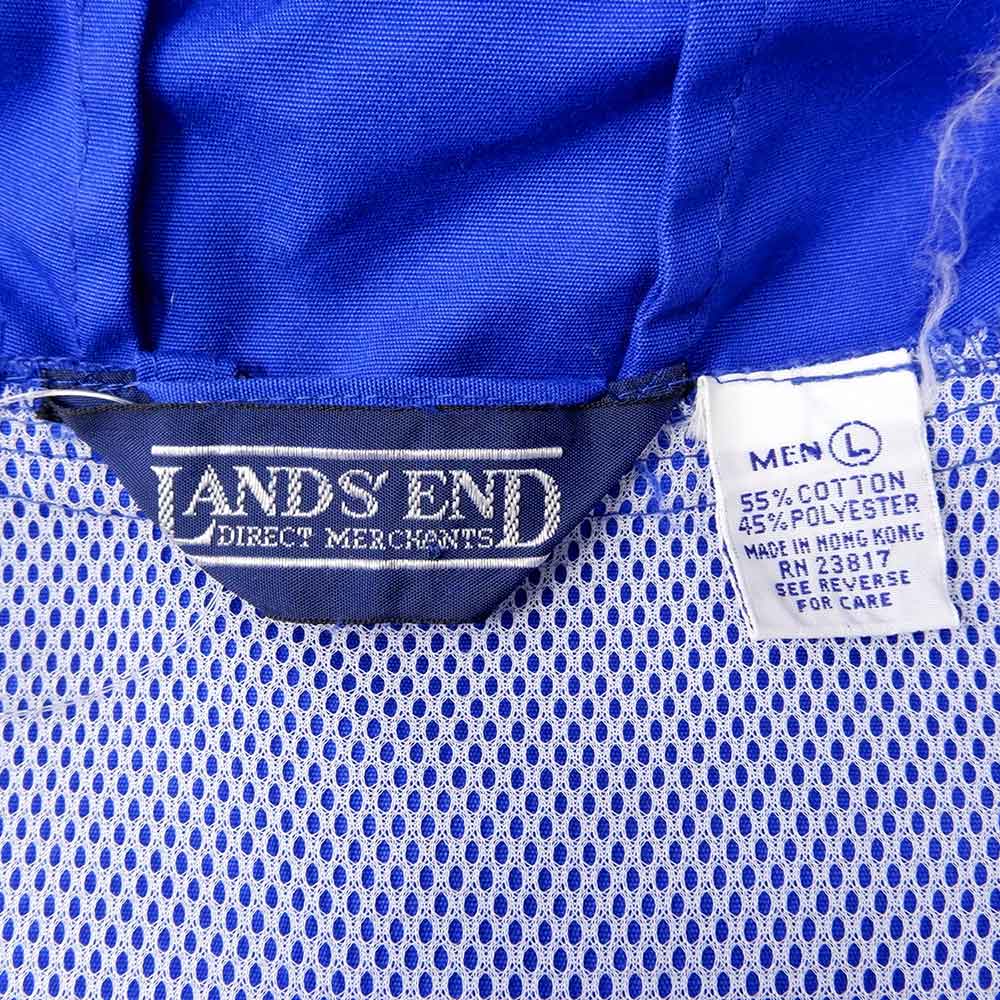 LANDS' END
DIRECT MERCHANTS
MEN L
55% COTTON
45% POLYESTER
MADE IN HONG KONG
RN 23817
SEE REVERSE
FOR CARE